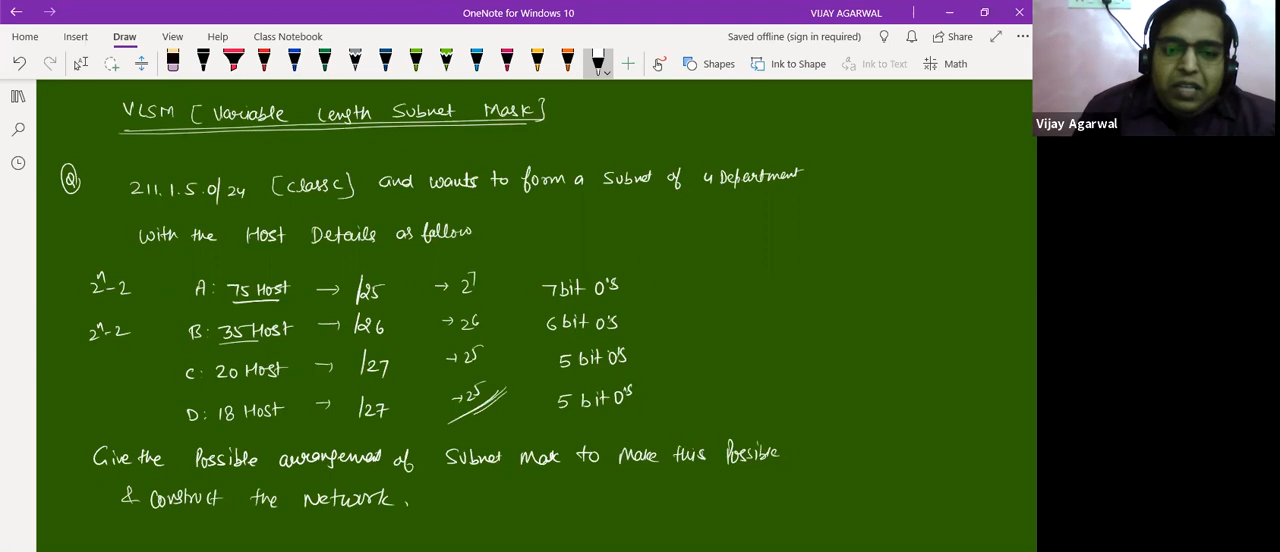 OneNote for Windows 10
VIJAY AGARWAL
Home Insert Draw View Help Class Notebook
Saved offline (sign in required) Share
Shapes Ink to Shape Ink to Text Math
Vijay Agarwal
VLSM [Variable Length Subnet Mask]
Q 211.1.5.0/24 [Class C] and wants to form a Subnet of 4 Department
with the Host Details as follow
2^n-2 A: 75 Host → /25 → 2^7 7 bit 0's
2^n-2 B: 35 Host → /26 → 2^6 6 bit 0's
C: 20 Host → /27 → 2^5 5 bit 0's
D: 18 Host → /27 → 2^5 5 bit 0's
Give the Possible of Subnet to Make this Possible
& Construct the Network.